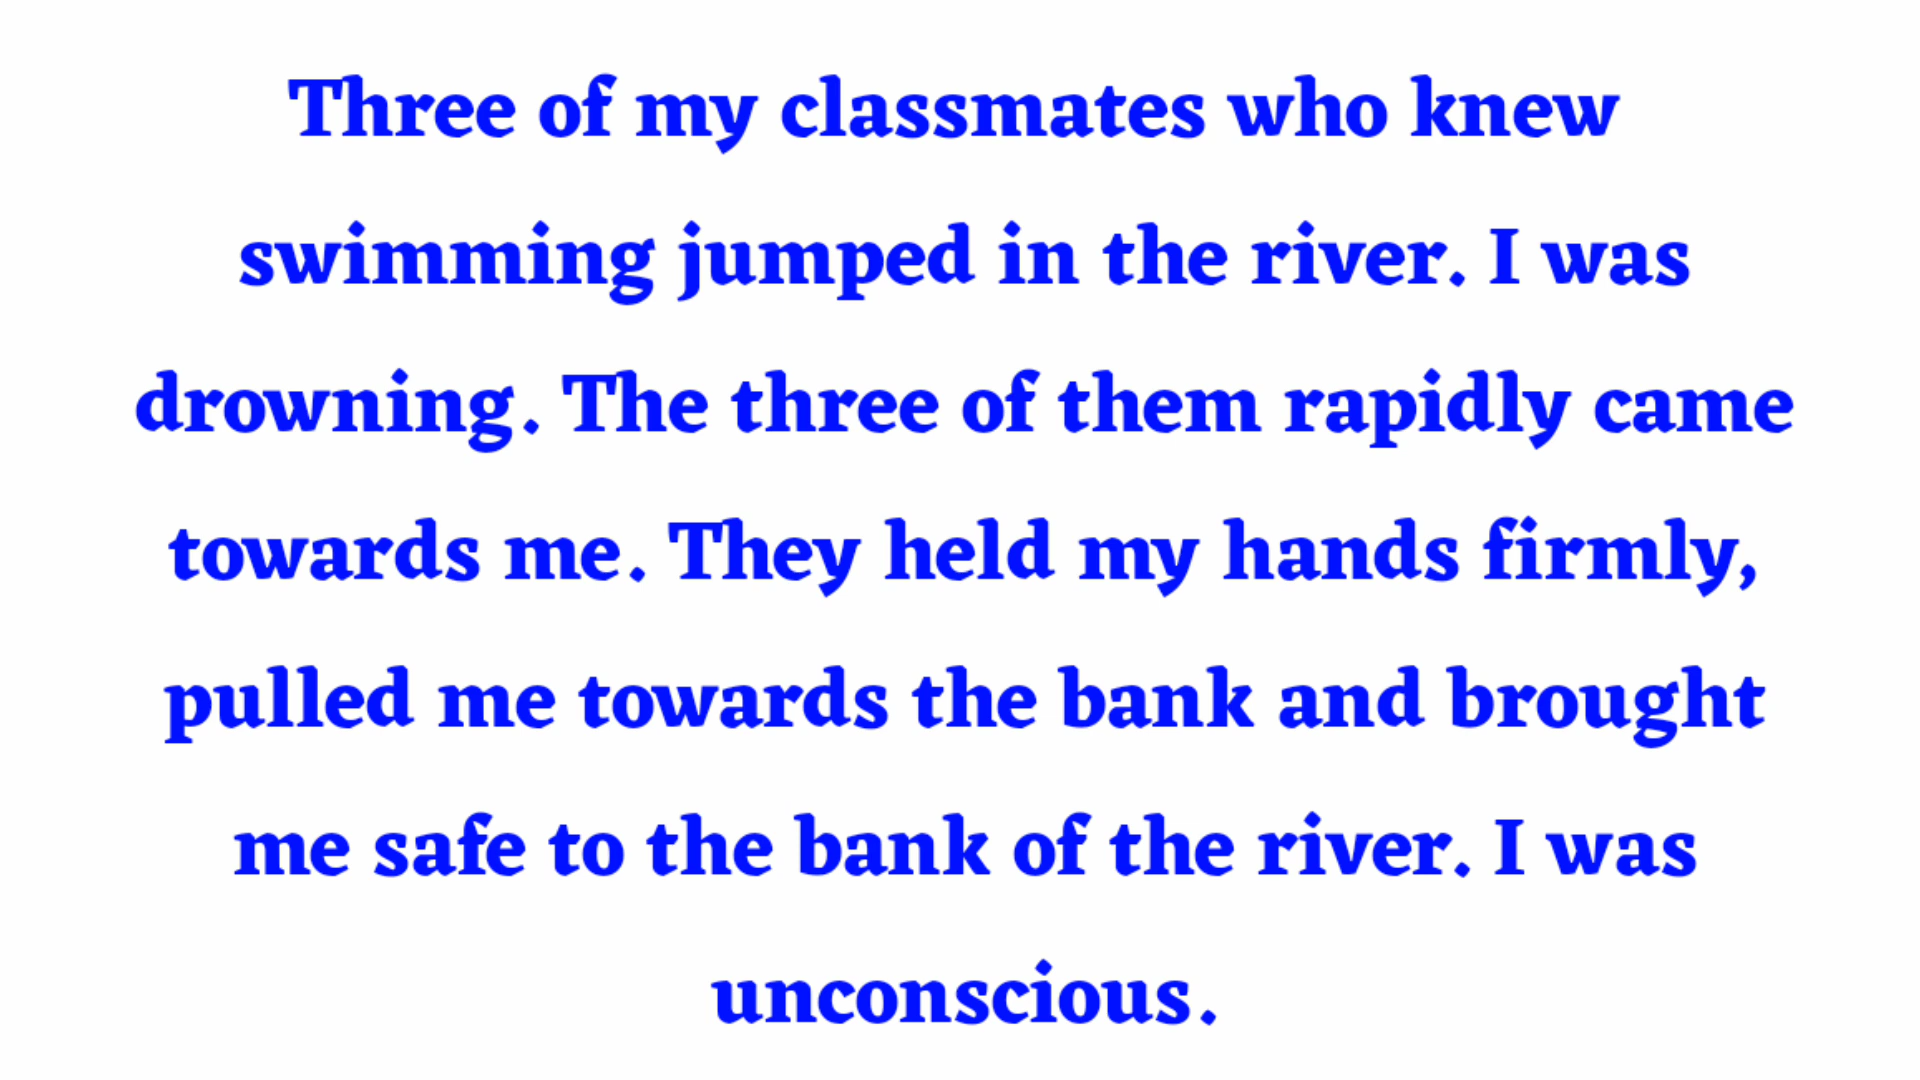 Three of my classmates who knew
swimming jumped in the river. I was
drowning. The three of them rapidly came
towards me. They held my hands firmly,
pulled me towards the bank and brought
me safe to the bank of the river. I was
unconscious.